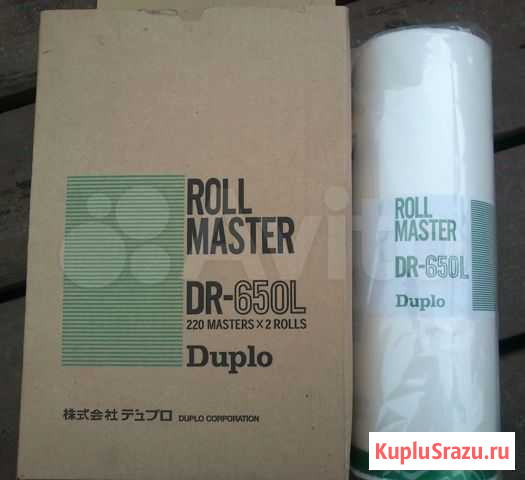 ROLL
MASTER
DR-650L
220 MASTERS×2 ROLLS
Duplo
株式会社 デュプロ DUPLO CORPORATION
ROLL
MASTER
DR-650L
Duplo
Avito
KupluSrazu.ru